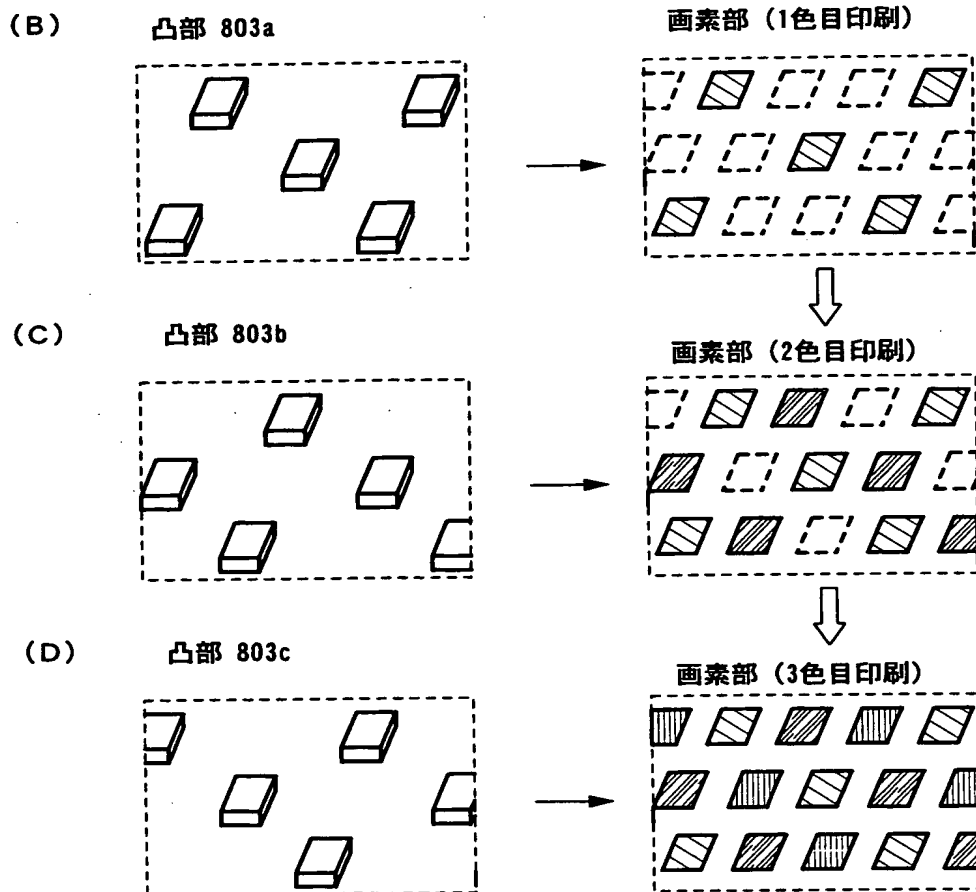 (B) 凸部 803a
画素部 (1色目印刷)
(C) 凸部 803b
画素部 (2色目印刷)
(D) 凸部 803c
画素部 (3色目印刷)